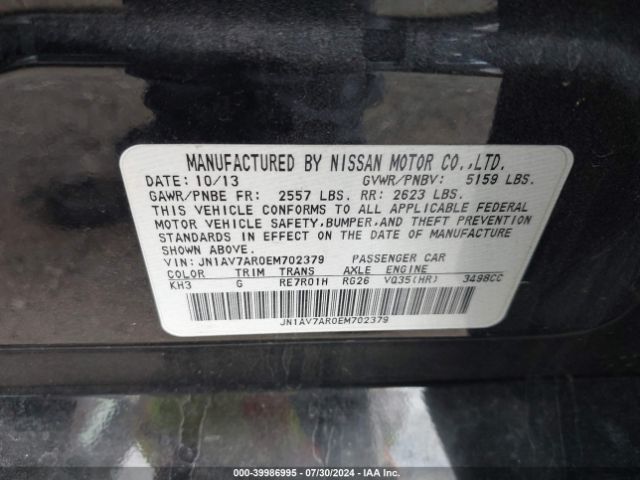 MANUFACTURED BY NISSAN MOTOR CO.,LTD.
DATE: 10/13 GVWR/PNBV: 5159 LBS.
GAWR/PNBE FR: 2557 LBS. RR: 2623 LBS.
THIS VEHICLE CONFORMS TO ALL APPLICABLE FEDERAL
MOTOR VEHICLE SAFETY,BUMPER,AND THEFT PREVENTION
STANDARDS IN EFFECT ON THE DATE OF MANUFACTURE
SHOWN ABOVE.
VIN: JN1AV7AR0EM702379 PASSENGER CAR
COLOR TRIM TRANS AXLE ENGINE
KH3 G RE7R01H RG26 VQ35(HR) 3498CC
JN1AV7AR0EM702379
000-39986995 / 07/30/2024 - IAA Inc.